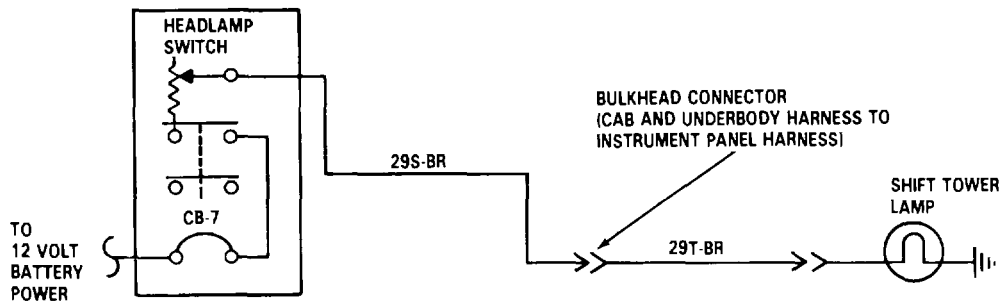 HEADLAMP
SWITCH
BULKHEAD CONNECTOR
(CAB AND UNDERBODY HARNESS TO
INSTRUMENT PANEL HARNESS)
29S-BR
SHIFT TOWER
LAMP
CB-7
TO
12 VOLT
BATTERY
POWER
29T-BR